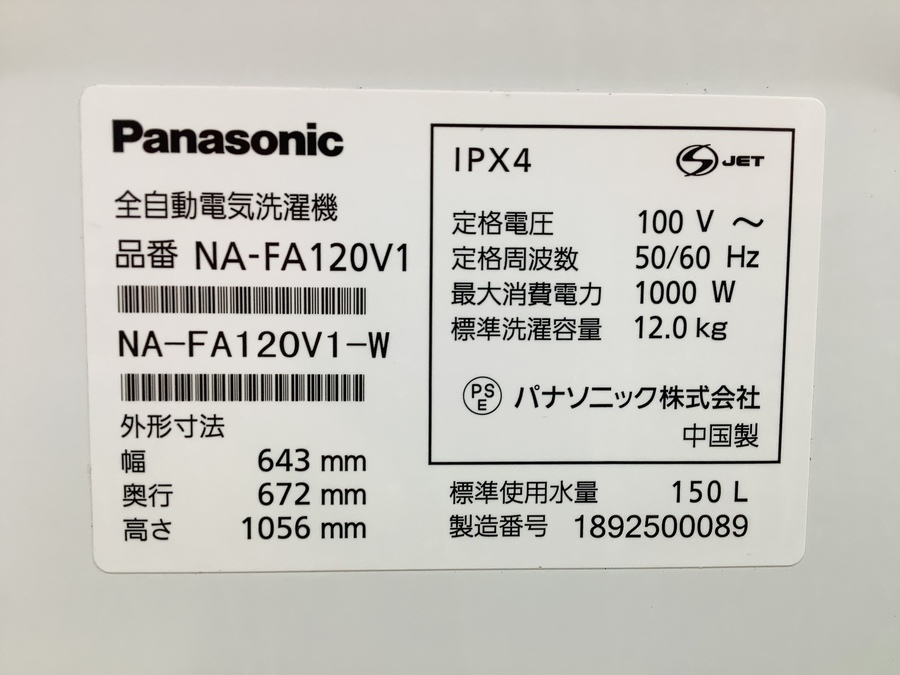 Panasonic
全自動電気洗濯機
品番 NA-FA120V1
NA-FA120V1-W
外形寸法
幅 643 mm
奥行 672 mm
高さ 1056 mm
IPX4
S JET
定格電圧 100 V ～
定格周波数 50/60 Hz
最大消費電力 1000 W
標準洗濯容量 12.0 kg
PS
E
パナソニック株式会社
中国製
標準使用水量 150 L
製造番号 1892500089